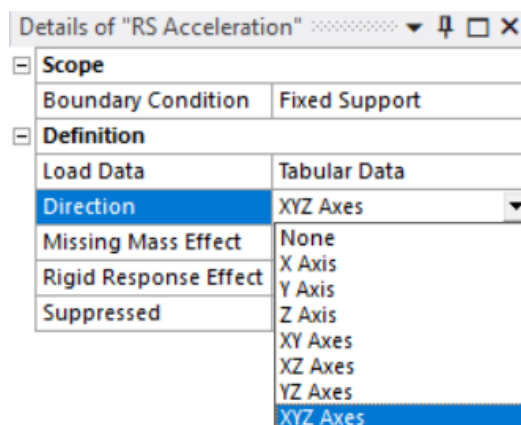 Details of "RS Acceleration"
Scope
Boundary Condition Fixed Support
Definition
Load Data Tabular Data
Direction XYZ Axes
Missing Mass Effect
Rigid Response Effect
Suppressed
None
X Axis
Y Axis
Z Axis
XY Axes
XZ Axes
YZ Axes
XYZ Axes